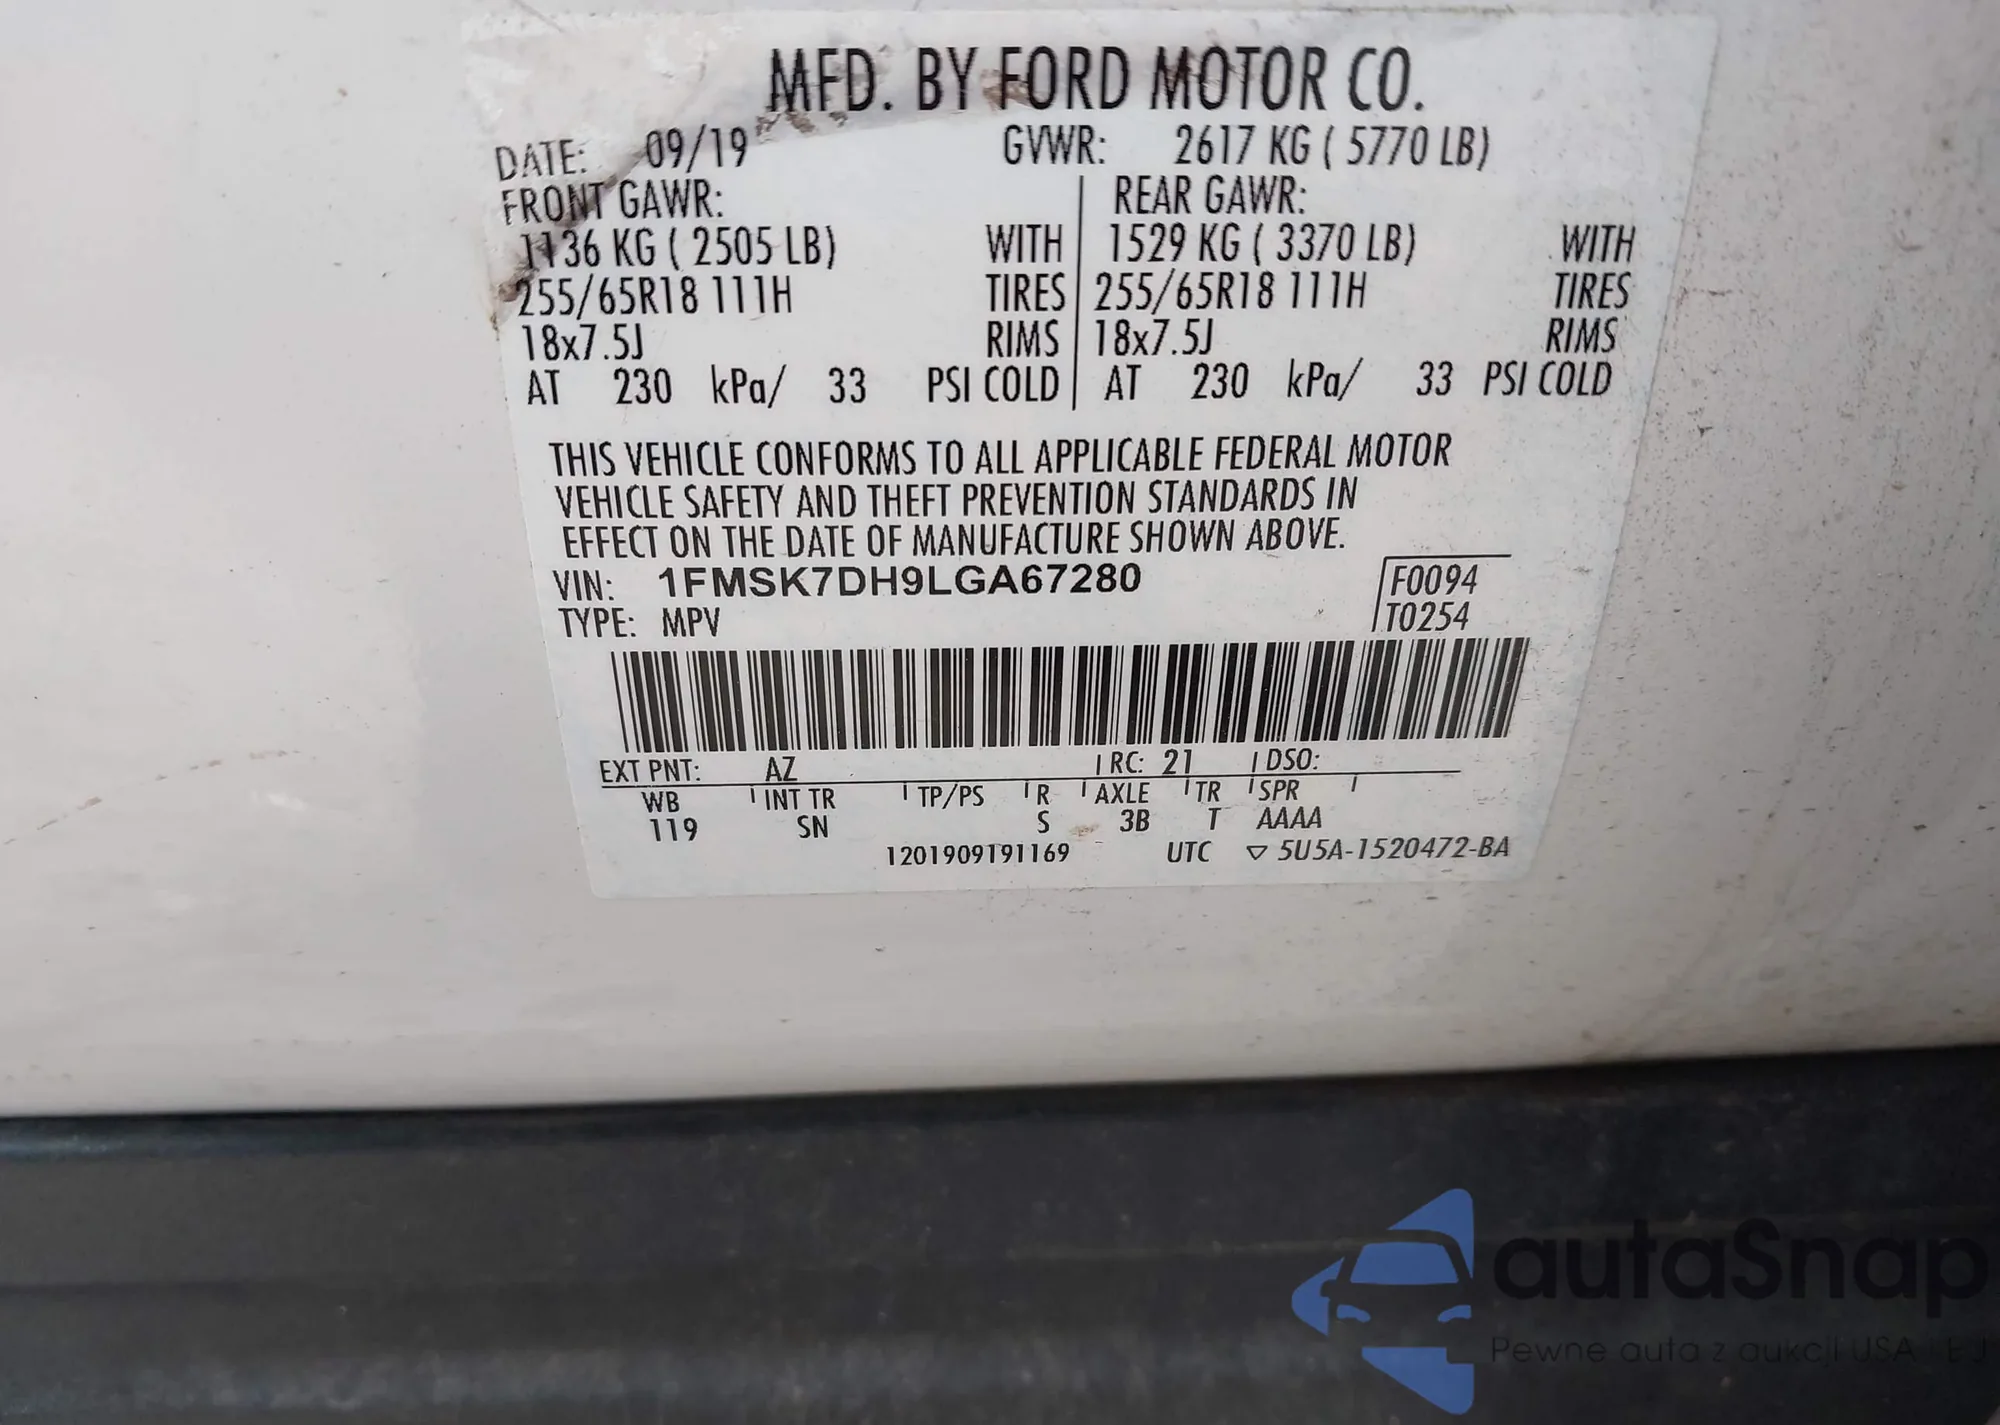 MFD. BY FORD MOTOR CO.
DATE: 09/19 GVWR: 2617 KG ( 5770 LB)
FRONT GAWR: REAR GAWR:
1136 KG ( 2505 LB) WITH 1529 KG ( 3370 LB) WITH
255/65R18 111H TIRES 255/65R18 111H TIRES
18x7.5J RIMS 18x7.5J RIMS
AT 230 kPa/ 33 PSI COLD AT 230 kPa/ 33 PSI COLD
THIS VEHICLE CONFORMS TO ALL APPLICABLE FEDERAL MOTOR
VEHICLE SAFETY AND THEFT PREVENTION STANDARDS IN
EFFECT ON THE DATE OF MANUFACTURE SHOWN ABOVE.
VIN: 1FMSK7DH9LGA67280 F0094
TYPE: MPV T0254
EXT PNT: AZ RC: 21 DSO:
WB INT TR TP/PS R AXLE TR SPR
119 SN S 3B T AAAA
1201909191169 UTC ▽ 5U5A-1520472-BA
autaSnap
Pewne auta z aukcji USA i EU